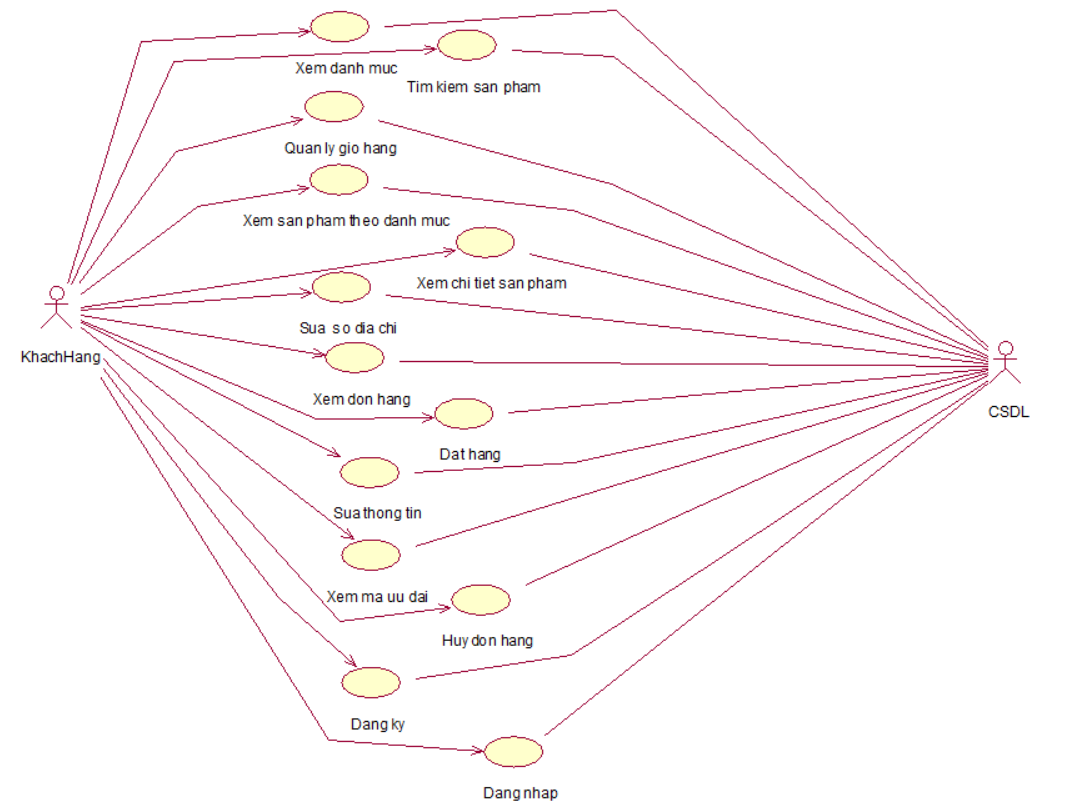 Xem danh muc
Tim kiem san pham
Quan ly gio hang
Xem san pham theo danh muc
Xem chi tiet san pham
Sua so dia chi
KhachHang
Xem don hang
CSDL
Dat hang
Sua thong tin
Xem ma uu dai
Huy don hang
Dang ky
Dang nhap